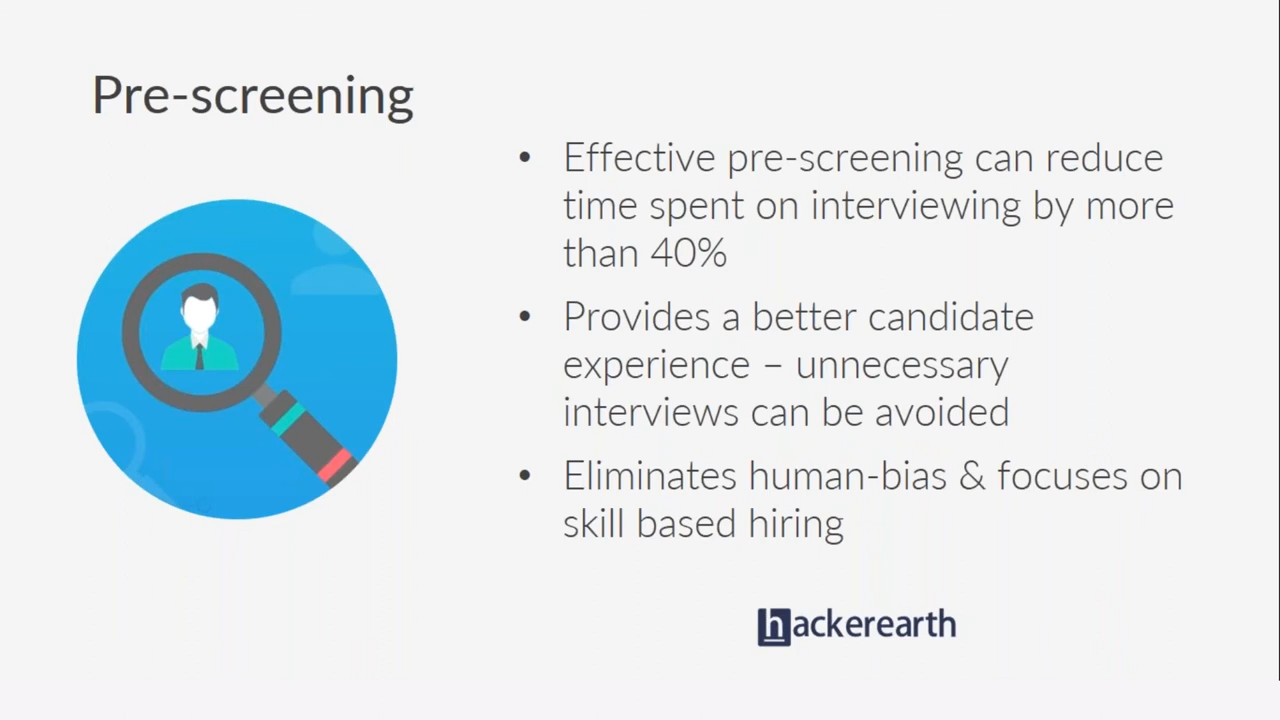 Pre-screening
• Effective pre-screening can reduce
time spent on interviewing by more
than 40%
• Provides a better candidate
experience – unnecessary
interviews can be avoided
• Eliminates human-bias & focuses on
skill based hiring
hackerearth